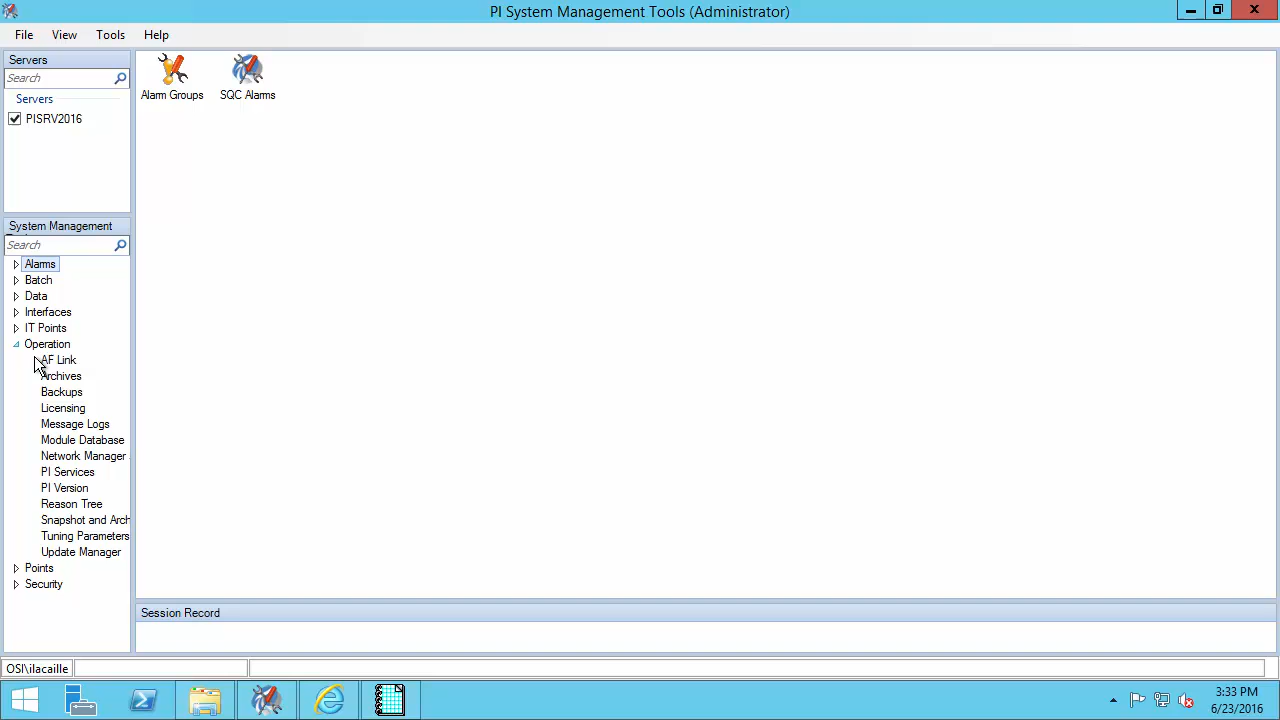 PI System Management Tools (Administrator)
File View Tools Help
Servers
Search
Servers
PISRV2016
System Management
Search
Alarms
Batch
Data
Interfaces
IT Points
Operation
AF Link
Archives
Backups
Licensing
Message Logs
Module Database
Network Manager
PI Services
PI Version
Reason Tree
Snapshot and Arch
Tuning Parameters
Update Manager
Points
Security
Alarm Groups SQC Alarms
Session Record
OSI\ilacaille
3:33 PM
6/23/2016